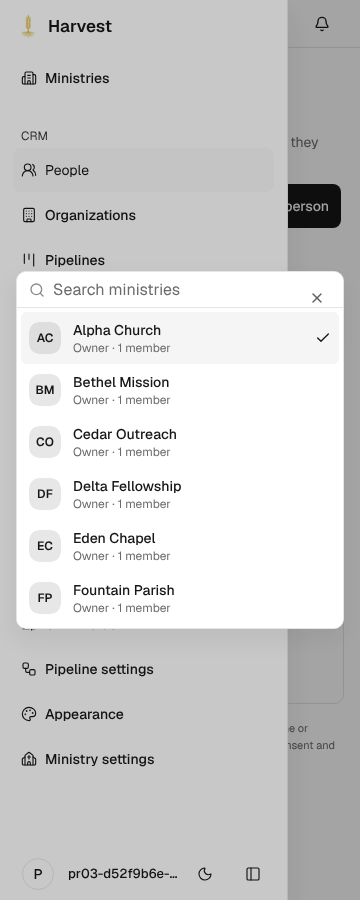 Harvest
Ministries
they
CRM
People
person
Organizations
Pipelines
Search ministries
AC
Alpha Church
Owner · 1 member
BM
Bethel Mission
Owner · 1 member
CO
Cedar Outreach
Owner · 1 member
DF
Delta Fellowship
Owner · 1 member
EC
Eden Chapel
Owner · 1 member
FP
Fountain Parish
Owner · 1 member
Pipeline settings
Appearance
e or
nsent and
Ministry settings
P
pr03-d52f9b6e-...